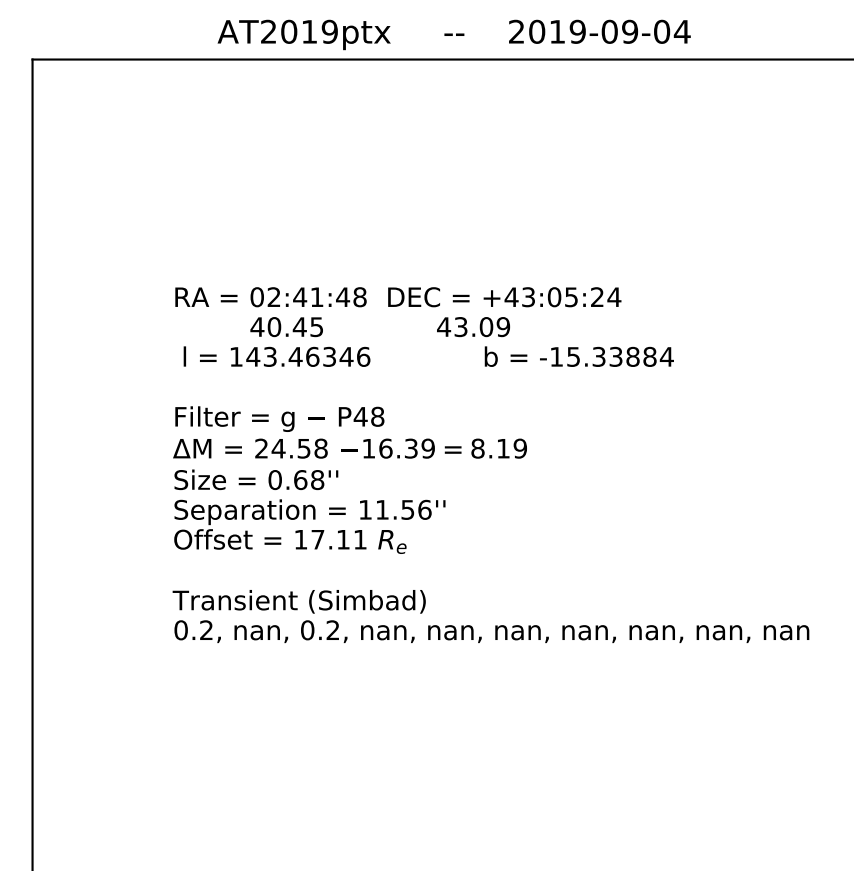 AT2019ptx -- 2019-09-04
RA = 02:41:48 DEC = +43:05:24
40.45 43.09
l = 143.46346 b = -15.33884
Filter = g − P48
ΔM = 24.58 −16.39 = 8.19
Size = 0.68''
Separation = 11.56''
Offset = 17.11 Re
Transient (Simbad)
0.2, nan, 0.2, nan, nan, nan, nan, nan, nan, nan